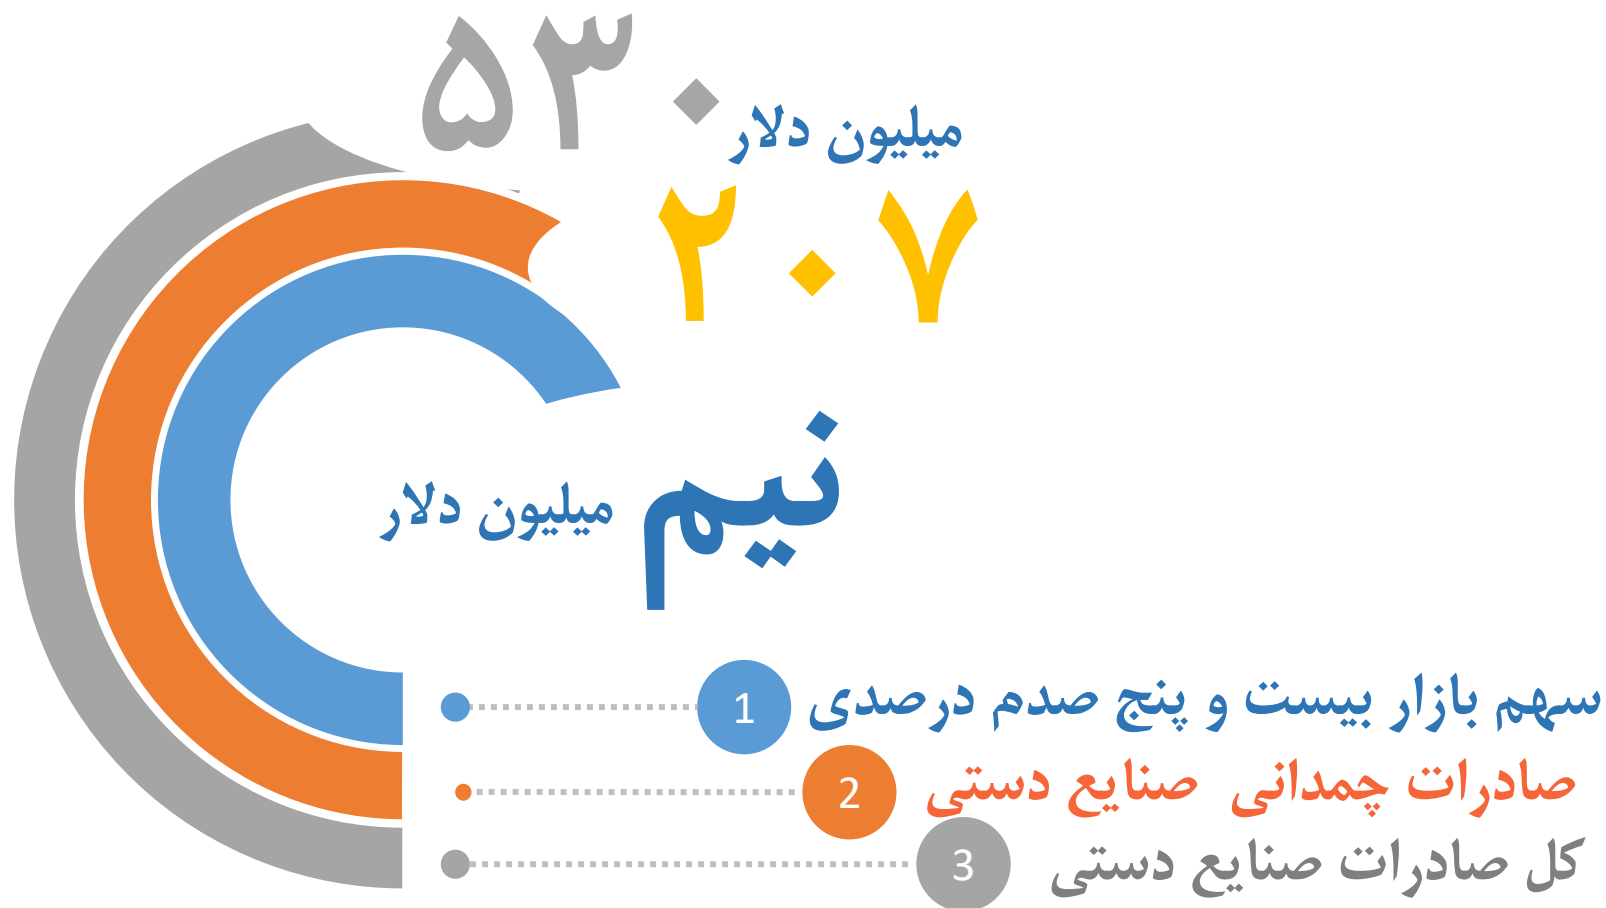 ۵۳۰
میلیون دلار
۲۰۷
نیم میلیون دلار
1 سهم بازار بیست و پنج صدم درصدی
2 صادرات چمدانی صنایع دستی
3 کل صادرات صنایع دستی